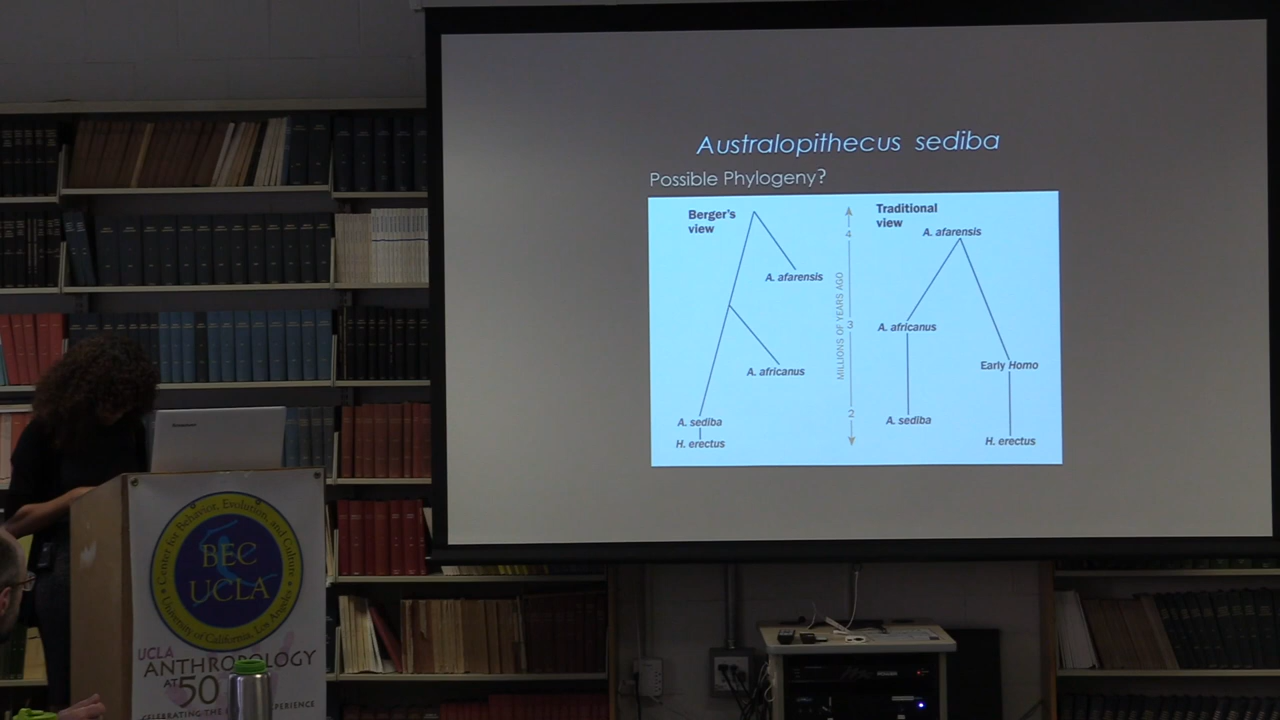 Australopithecus sediba
Possible Phylogeny?
Berger's
view
A. afarensis
A. africanus
A. sediba
H. erectus
4
3
2
MILLIONS OF YEARS AGO
Traditional
view
A. afarensis
A. africanus
Early Homo
A. sediba
H. erectus
Center for Behavior, Evolution, and Culture
BEC
UCLA
University of California, Los Angeles
UCLA
ANTHROPOLOGY
AT 50
CELEBRATING THE